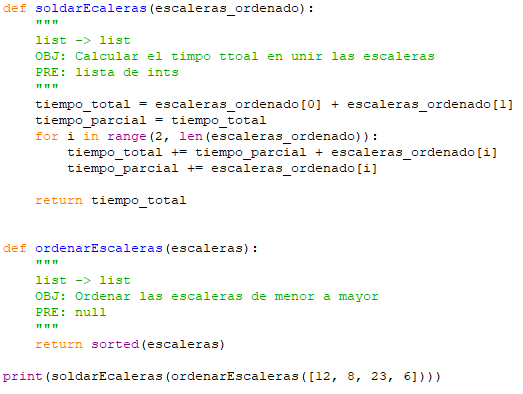 def soldarEcaleras(escaleras_ordenado):
"""
list -> list
OBJ: Calcular el timpo ttoal en unir las escaleras
PRE: lista de ints
"""
tiempo_total = escaleras_ordenado[0] + escaleras_ordenado[1]
tiempo_parcial = tiempo_total
for i in range(2, len(escaleras_ordenado)):
tiempo_total += tiempo_parcial + escaleras_ordenado[i]
tiempo_parcial += escaleras_ordenado[i]
return tiempo_total
def ordenarEscaleras(escaleras):
"""
list -> list
OBJ: Ordenar las escaleras de menor a mayor
PRE: null
"""
return sorted(escaleras)
print(soldarEcaleras(ordenarEscaleras([12, 8, 23, 6])))